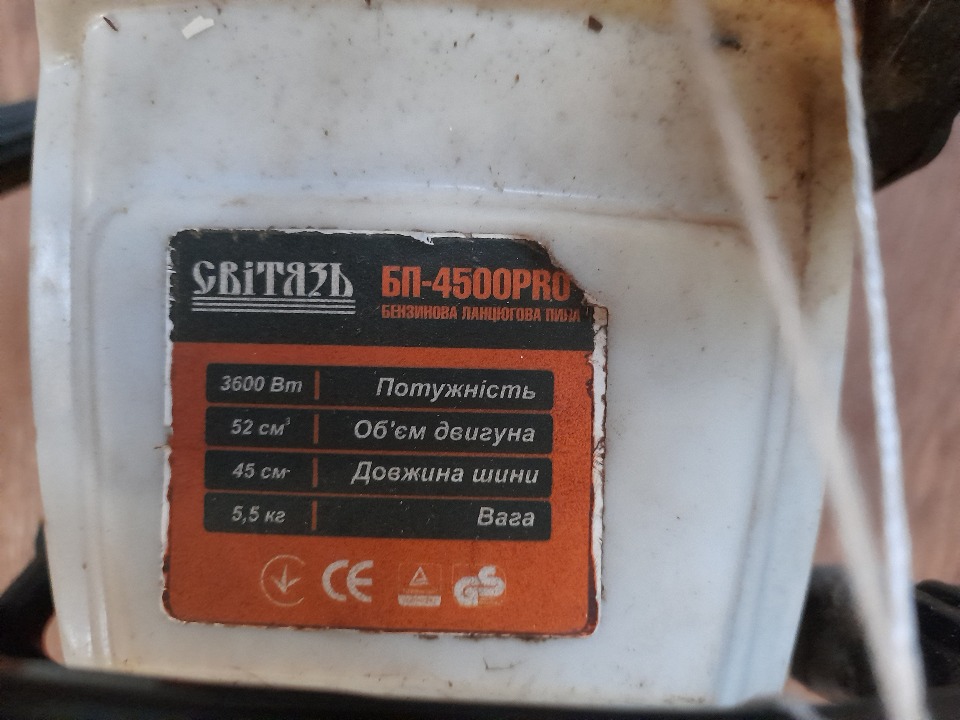 СВІТЯЗЬ
БП-4500PRO
БЕНЗИНОВА ЛАНЦЮГОВА ПИЛА
3600 Вт Потужність
52 см³ Об'єм двигуна
45 см Довжина шини
5,5 кг Вага
CE